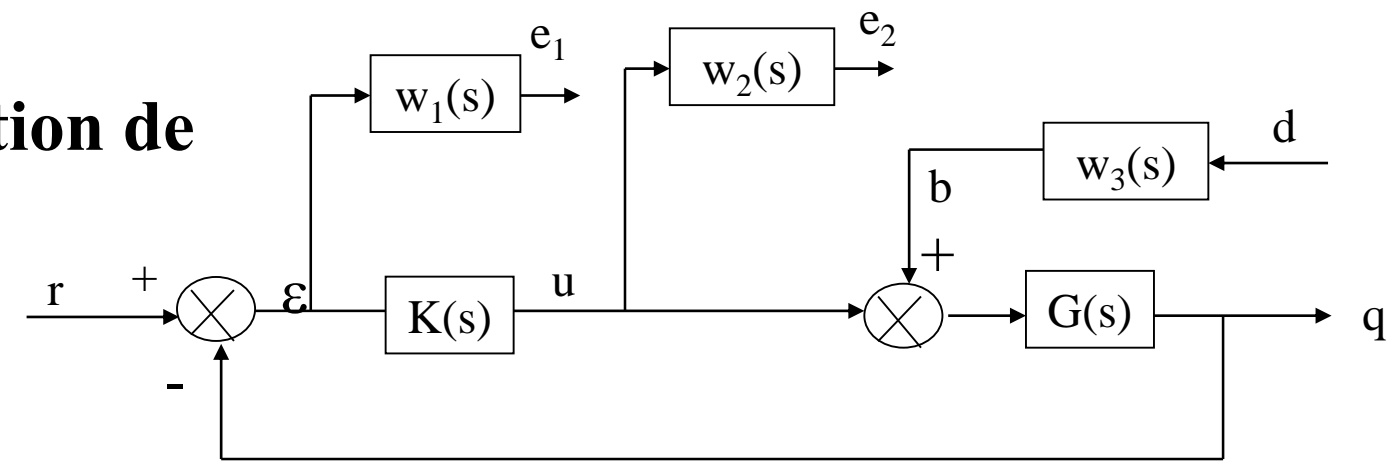 e₁
e₂
w₁(s)
w₂(s)
tion de
w₃(s)
d
b
r
+
ε
K(s)
u
+
G(s)
q
-